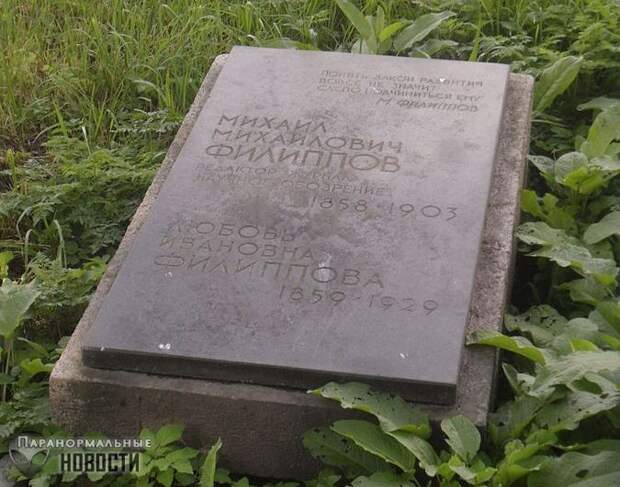 ПОНЯТЬ ЗАКОН РАЗВИТИЯ
ВОВСЕ НЕ ЗНАЧИТ
СЛЕПО ПОДЧИНИТЬСЯ ЕМУ
М. ФИЛИППОВ
МИХАИЛ
МИХАЙЛОВИЧ
ФИЛИППОВ
РЕДАКТОР ЖУРНАЛА
НАУЧНОЕ ОБОЗРЕНИЕ
1858-1903
ЛЮБОВЬ
ИВАНОВНА
ФИЛИППОВА
1859-1929
ПАРАНОРМАЛЬНЫЕ
НОВОСТИ